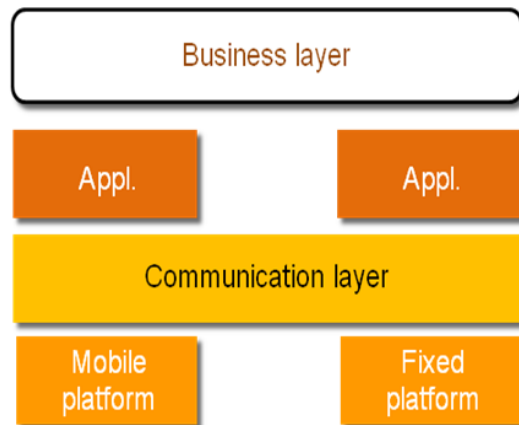 Business layer
Appl.
Appl.
Communication layer
Mobile
platform
Fixed
platform